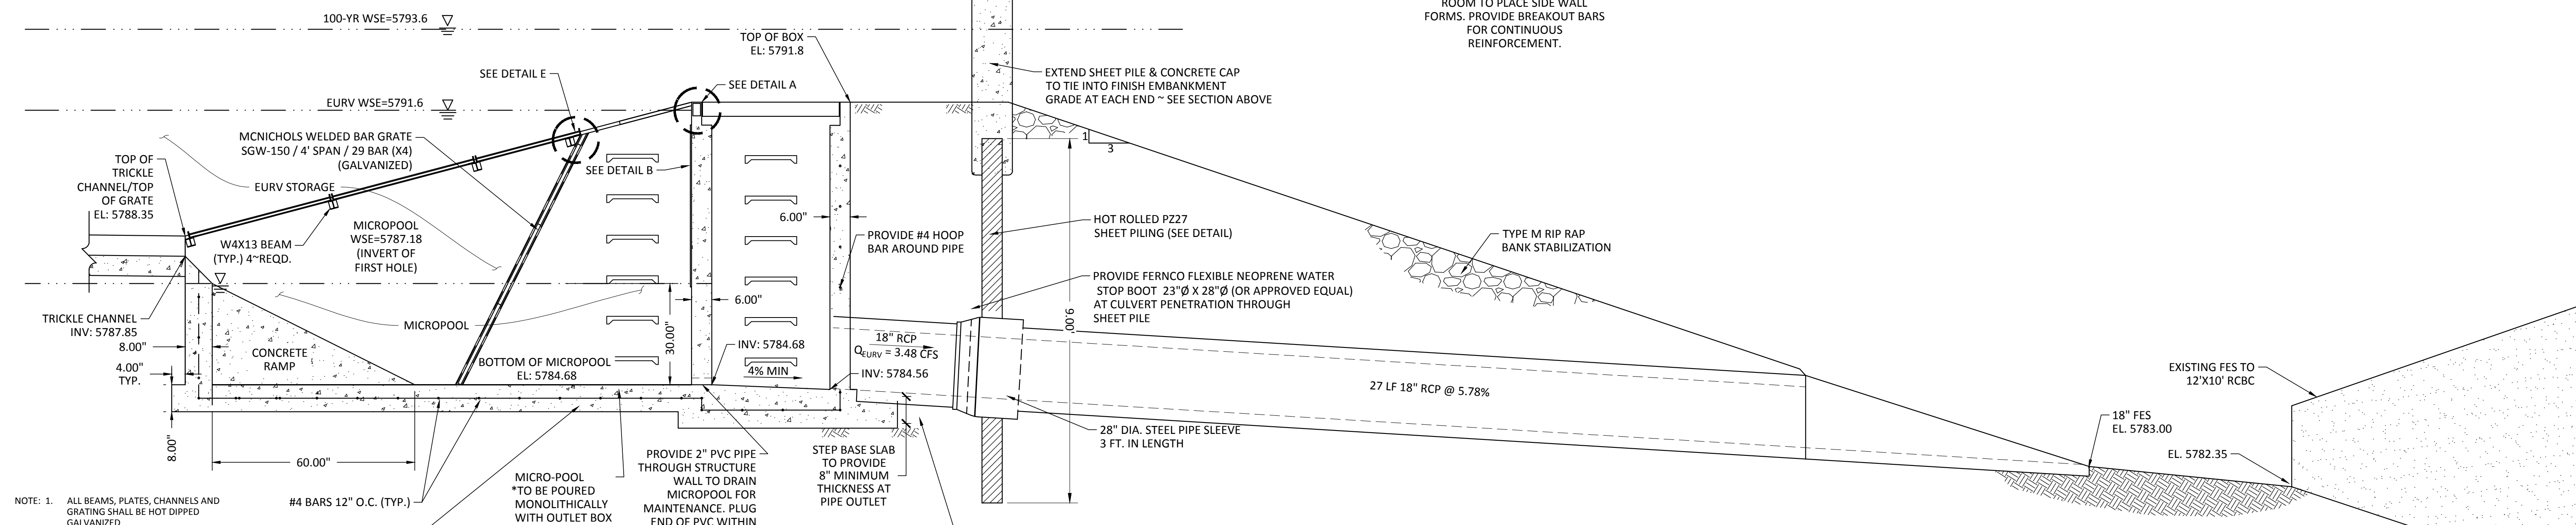 100-YR WSE=5793.6
ROOM TO PLACE SIDE WALL
FORMS. PROVIDE BREAKOUT BARS
FOR CONTINUOUS
REINFORCEMENT.
TOP OF BOX
EL: 5791.8
SEE DETAIL E
SEE DETAIL A
EXTEND SHEET PILE & CONCRETE CAP
TO TIE INTO FINISH EMBANKMENT
GRADE AT EACH END ~ SEE SECTION ABOVE
EURV WSE=5791.6
MCNICHOLS WELDED BAR GRATE
SGW-150 / 4' SPAN / 29 BAR (X4)
(GALVANIZED)
1
3
TOP OF
TRICKLE
CHANNEL/TOP
OF GRATE
EL: 5788.35
EURV STORAGE
SEE DETAIL B
MICROPOOL
WSE=5787.18
(INVERT OF
FIRST HOLE)
W4X13 BEAM
(TYP.) 4~REQD.
6.00"
PROVIDE #4 HOOP
BAR AROUND PIPE
HOT ROLLED PZ27
SHEET PILING (SEE DETAIL)
TYPE M RIP RAP
BANK STABILIZATION
PROVIDE FERNCO FLEXIBLE NEOPRENE WATER
STOP BOOT 23"Ø X 28"Ø (OR APPROVED EQUAL)
AT CULVERT PENETRATION THROUGH
SHEET PILE
6.00"
30.00"
9.00'
TRICKLE CHANNEL
INV: 5787.85
MICROPOOL
8.00"
CONCRETE
RAMP
4.00"
TYP.
BOTTOM OF MICROPOOL
EL: 5784.68
INV: 5784.68
4% MIN
18" RCP
QEURV = 3.48 CFS
INV: 5784.56
27 LF 18" RCP @ 5.78%
EXISTING FES TO
12'X10' RCBC
18" FES
EL. 5783.00
EL. 5782.35
28" DIA. STEEL PIPE SLEEVE
3 FT. IN LENGTH
8.00"
60.00"
#4 BARS 12" O.C. (TYP.)
MICRO-POOL
*TO BE POURED
MONOLITHICALLY
WITH OUTLET BOX
PROVIDE 2" PVC PIPE
THROUGH STRUCTURE
WALL TO DRAIN
MICROPOOL FOR
MAINTENANCE. PLUG
END OF PVC WITHIN
STEP BASE SLAB
TO PROVIDE
8" MINIMUM
THICKNESS AT
PIPE OUTLET
NOTE: 1. ALL BEAMS, PLATES, CHANNELS AND
GRATING SHALL BE HOT DIPPED
GALVANIZED